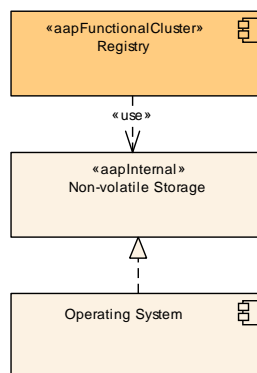 «aapFunctionalCluster»
Registry
«use»
«aapInternal»
Non-volatile Storage
Operating System